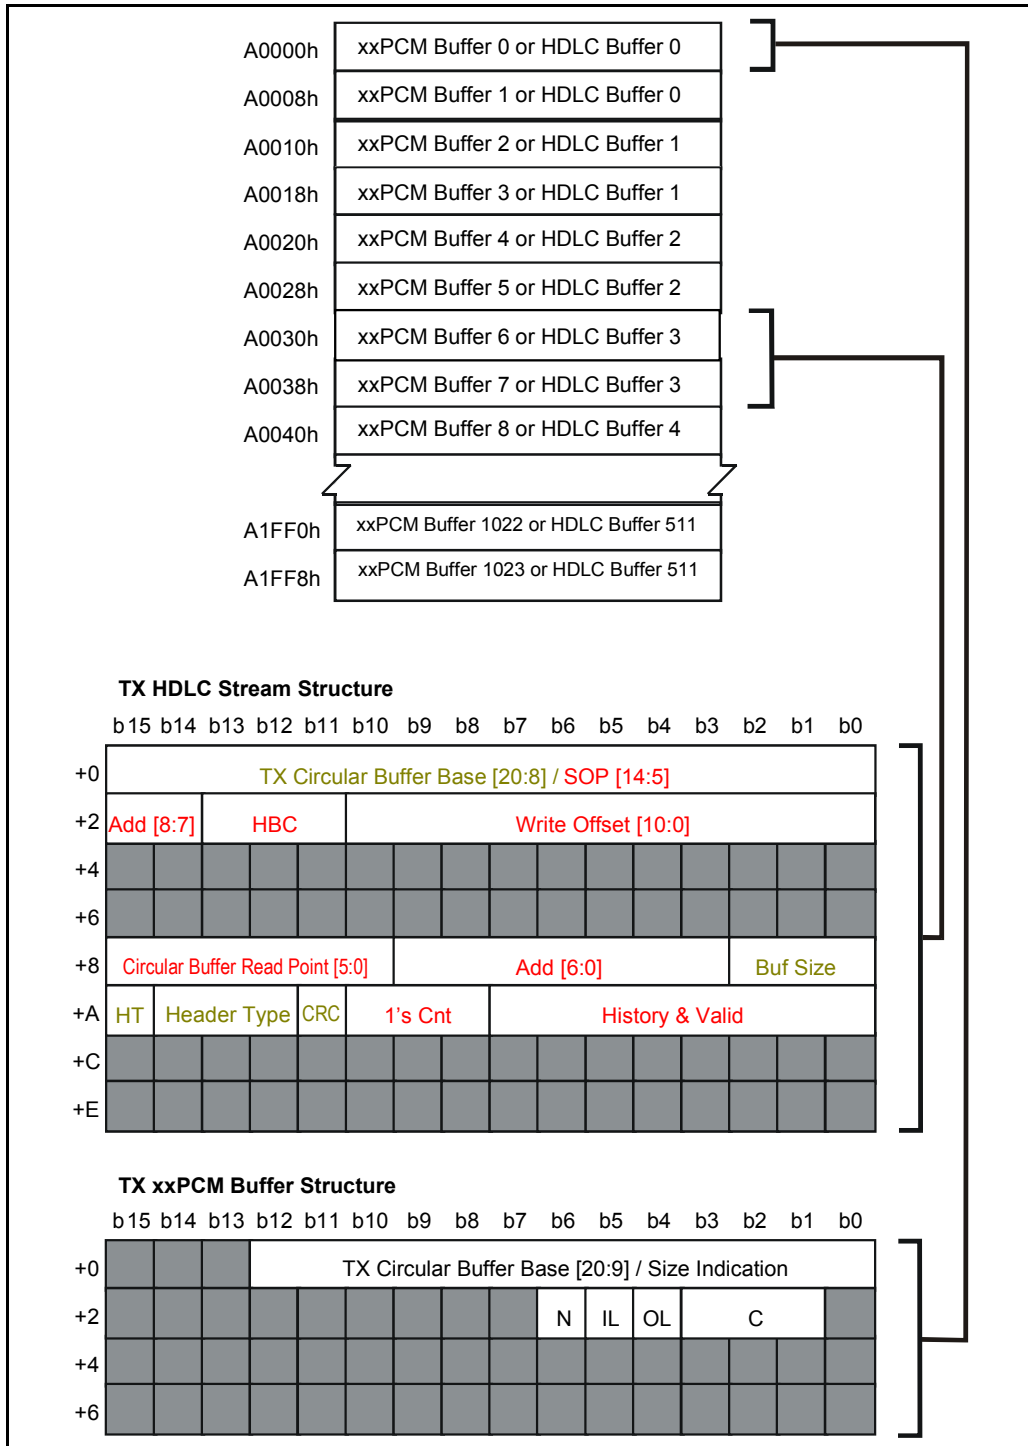 A0000h xxPCM Buffer 0 or HDLC Buffer 0
A0008h xxPCM Buffer 1 or HDLC Buffer 0
A0010h xxPCM Buffer 2 or HDLC Buffer 1
A0018h xxPCM Buffer 3 or HDLC Buffer 1
A0020h xxPCM Buffer 4 or HDLC Buffer 2
A0028h xxPCM Buffer 5 or HDLC Buffer 2
A0030h xxPCM Buffer 6 or HDLC Buffer 3
A0038h xxPCM Buffer 7 or HDLC Buffer 3
A0040h xxPCM Buffer 8 or HDLC Buffer 4
A1FF0h xxPCM Buffer 1022 or HDLC Buffer 511
A1FF8h xxPCM Buffer 1023 or HDLC Buffer 511
TX HDLC Stream Structure
b15 b14 b13 b12 b11 b10 b9 b8 b7 b6 b5 b4 b3 b2 b1 b0
+0 TX Circular Buffer Base [20:8] / SOP [14:5]
+2 Add [8:7] HBC Write Offset [10:0]
+4
+6
+8 Circular Buffer Read Point [5:0] Add [6:0] Buf Size
+A HT Header Type CRC 1's Cnt History & Valid
+C
+E
TX xxPCM Buffer Structure
b15 b14 b13 b12 b11 b10 b9 b8 b7 b6 b5 b4 b3 b2 b1 b0
+0 TX Circular Buffer Base [20:9] / Size Indication
+2 N IL OL C
+4
+6